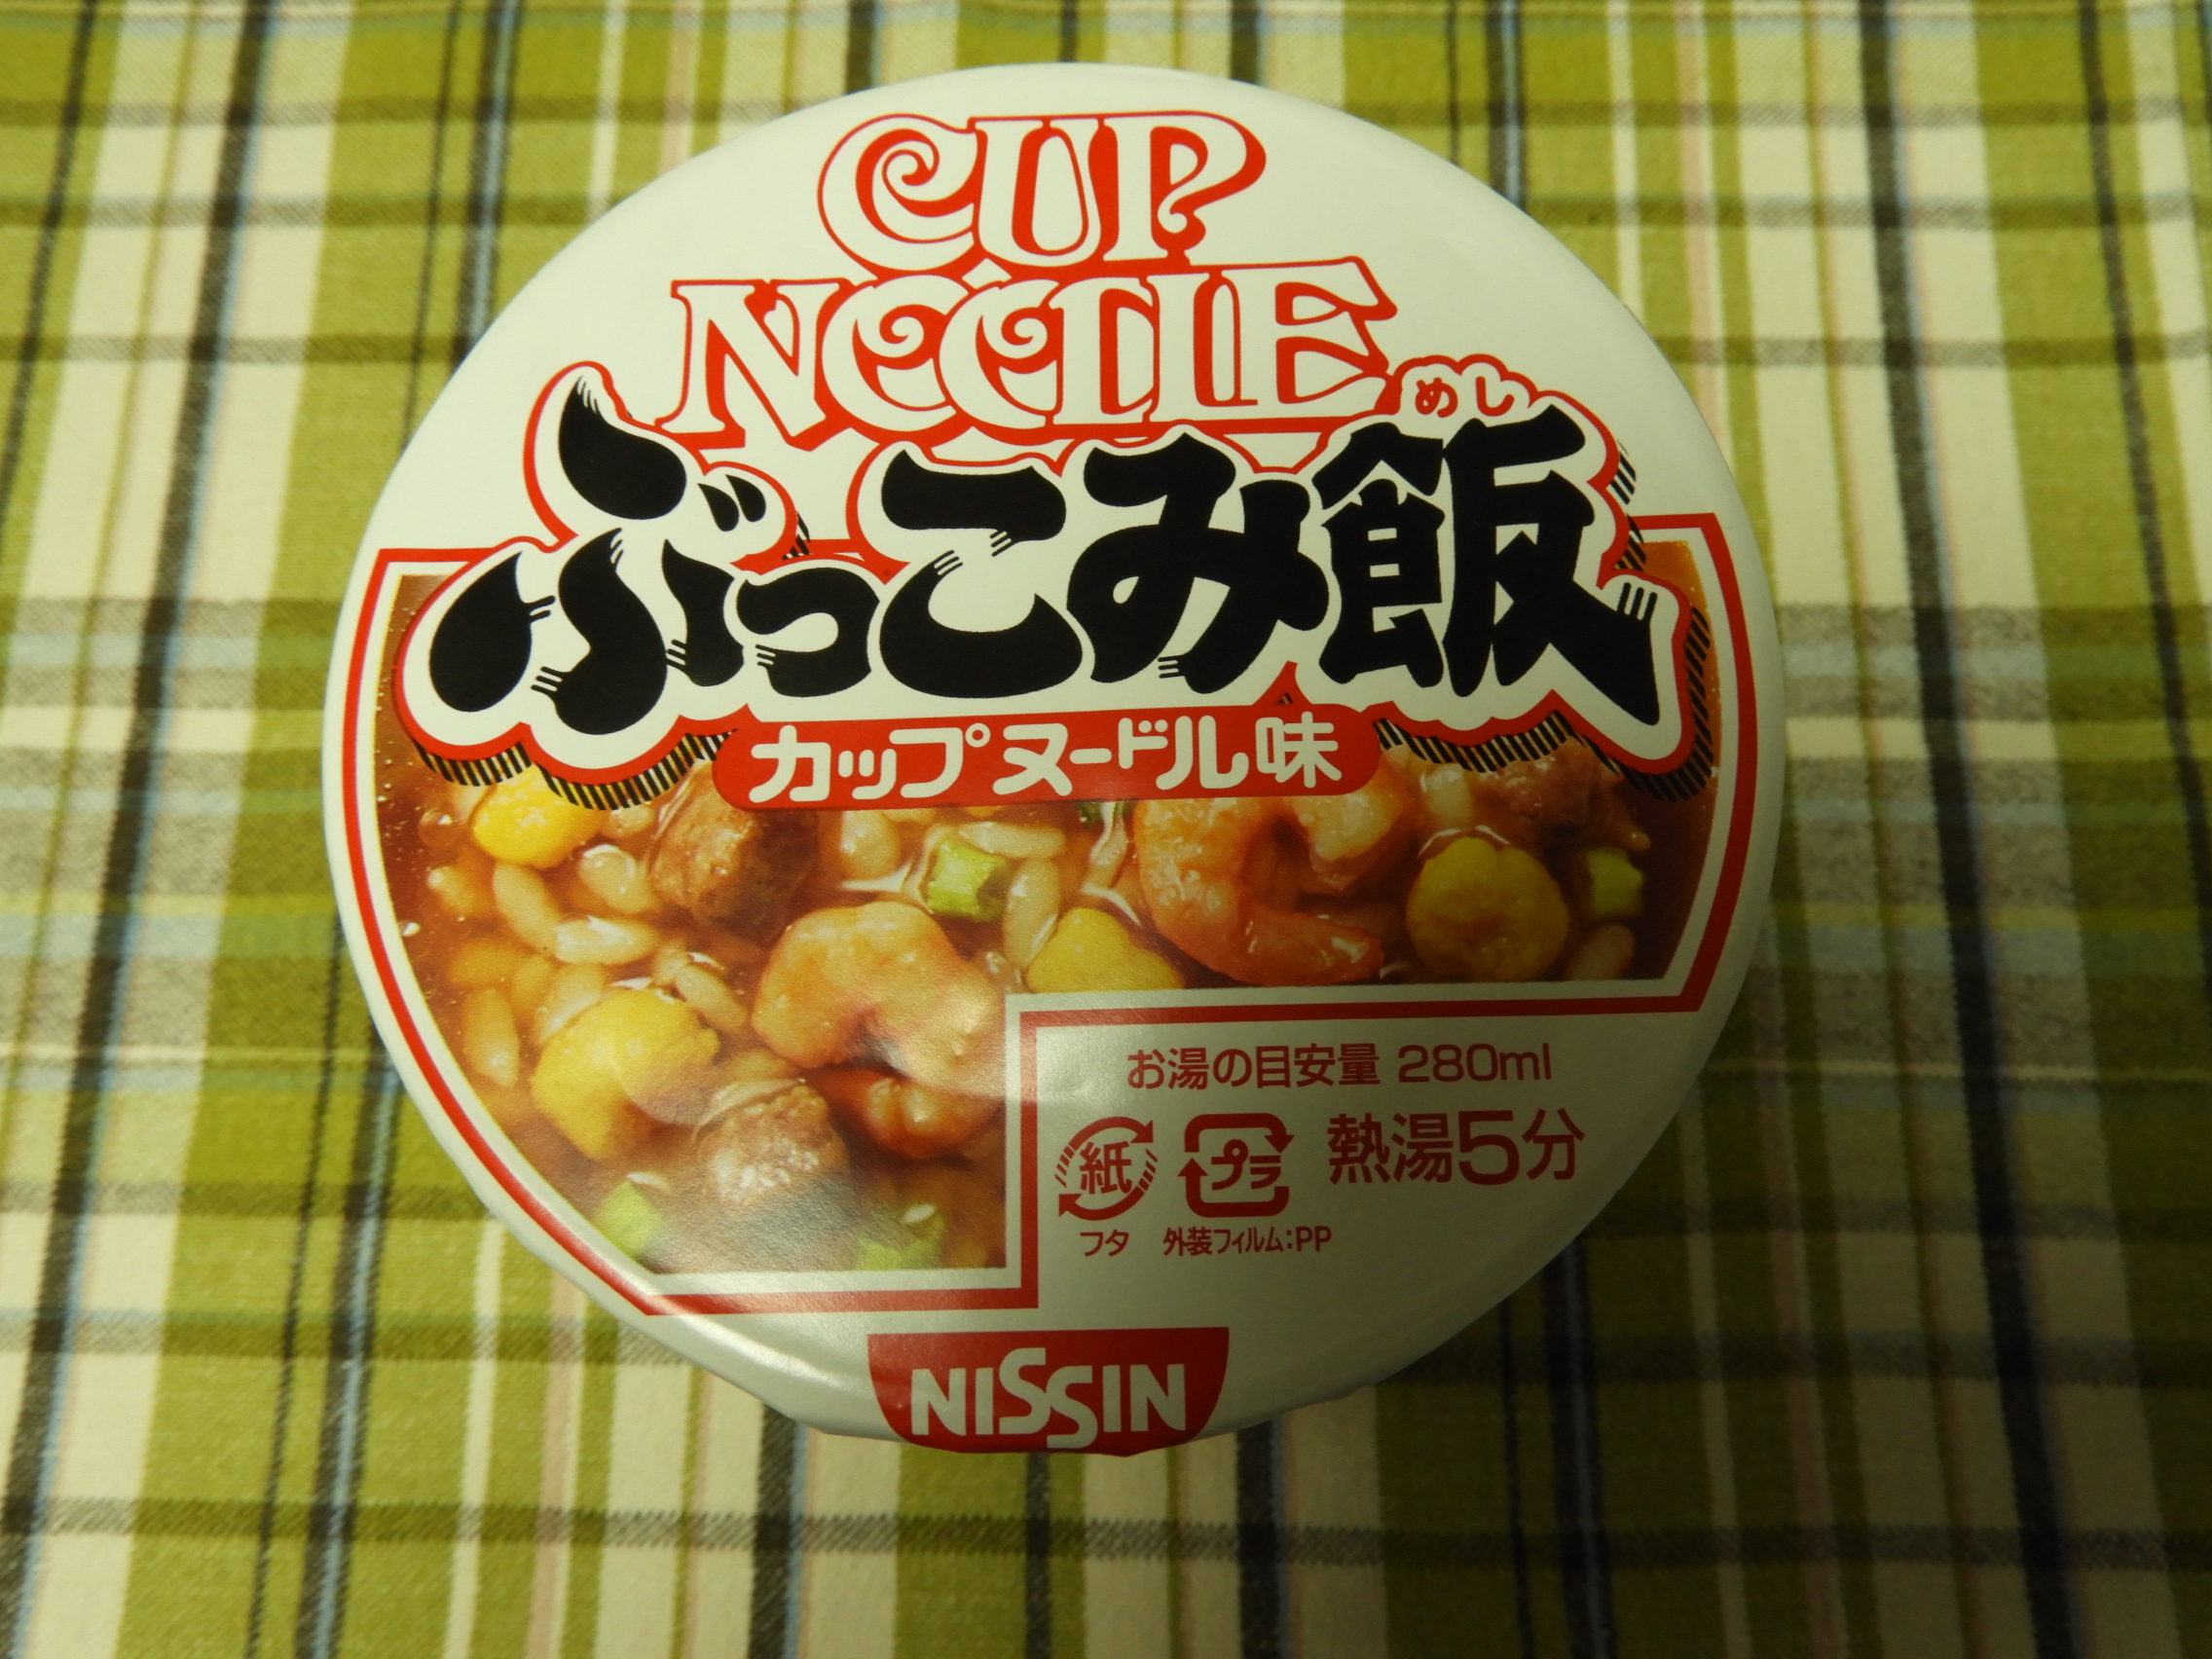 CUP
NOODLE
めし
ぶっこみ飯
カップヌードル味
お湯の目安量 280ml
紙 プラ 熱湯5分
フタ 外装フィルム:PP
NISSIN